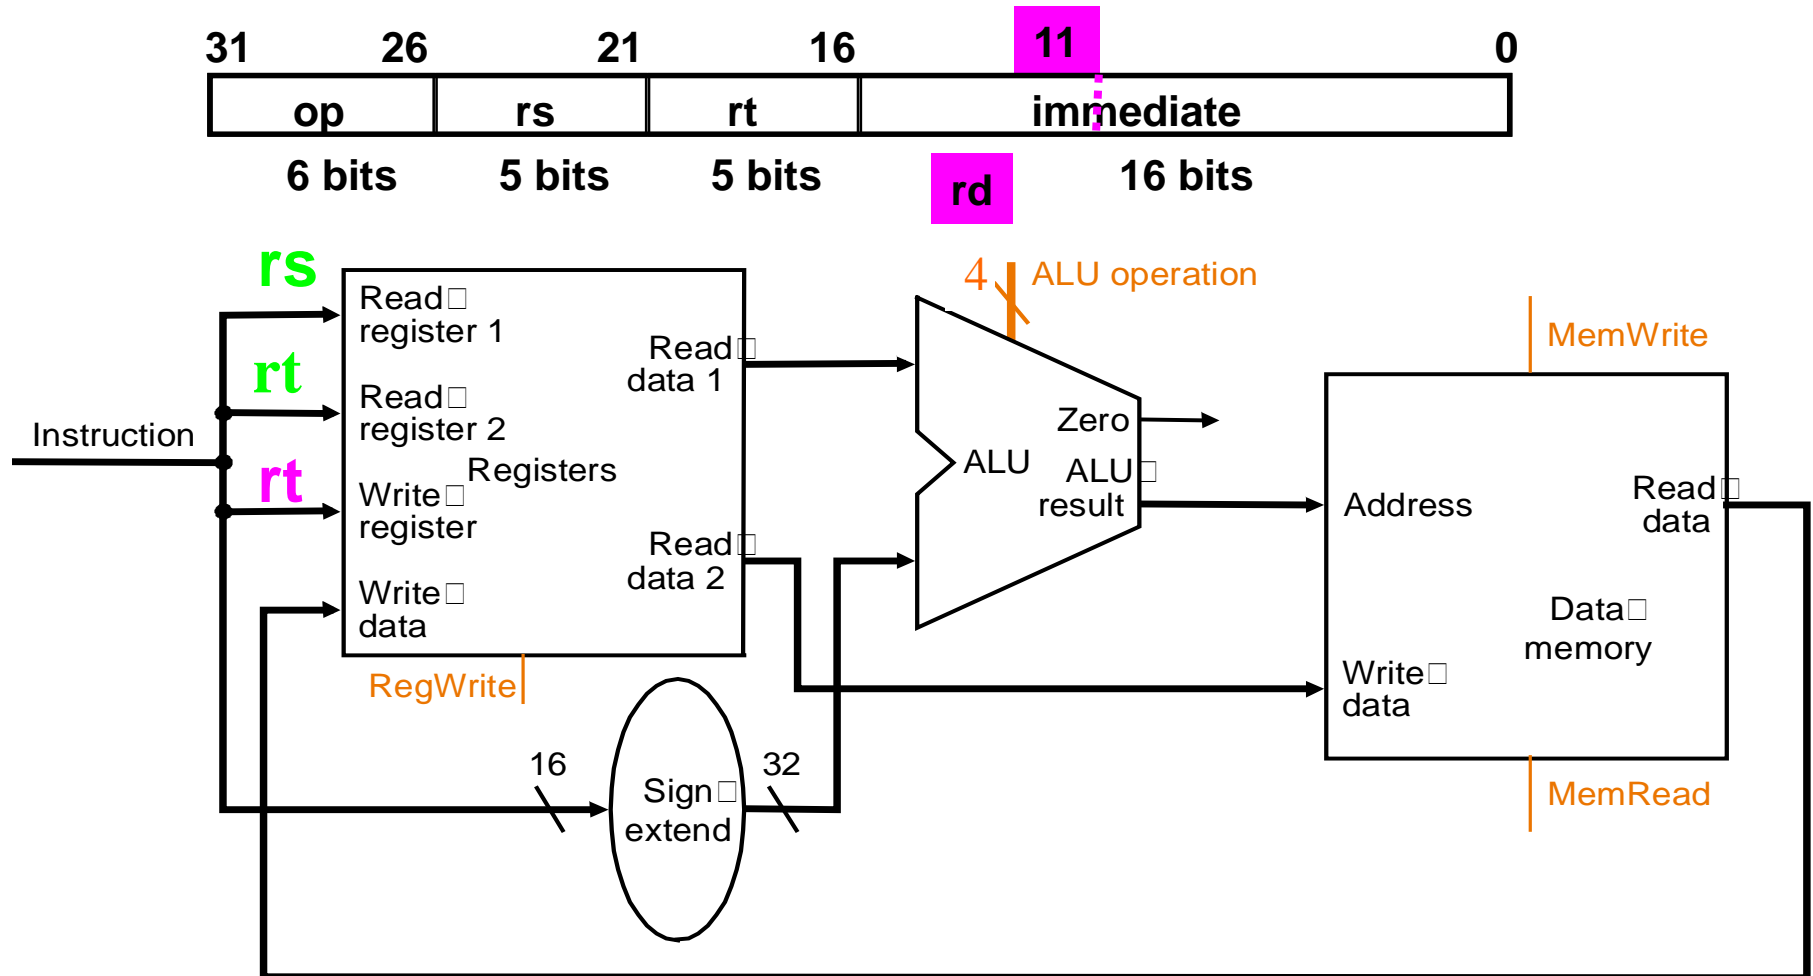 31 26 21 16 11 0
op rs rt immediate
6 bits 5 bits 5 bits rd 16 bits
rs
Read
register 1
rt
Read
register 2
Instruction
Registers
rt
Write
register
Write
data
Read
data 1
Read
data 2
RegWrite
4 ALU operation
Zero
ALU
ALU
result
MemWrite
Address
Read
data
Data
memory
Write
data
MemRead
16
Sign
extend
32